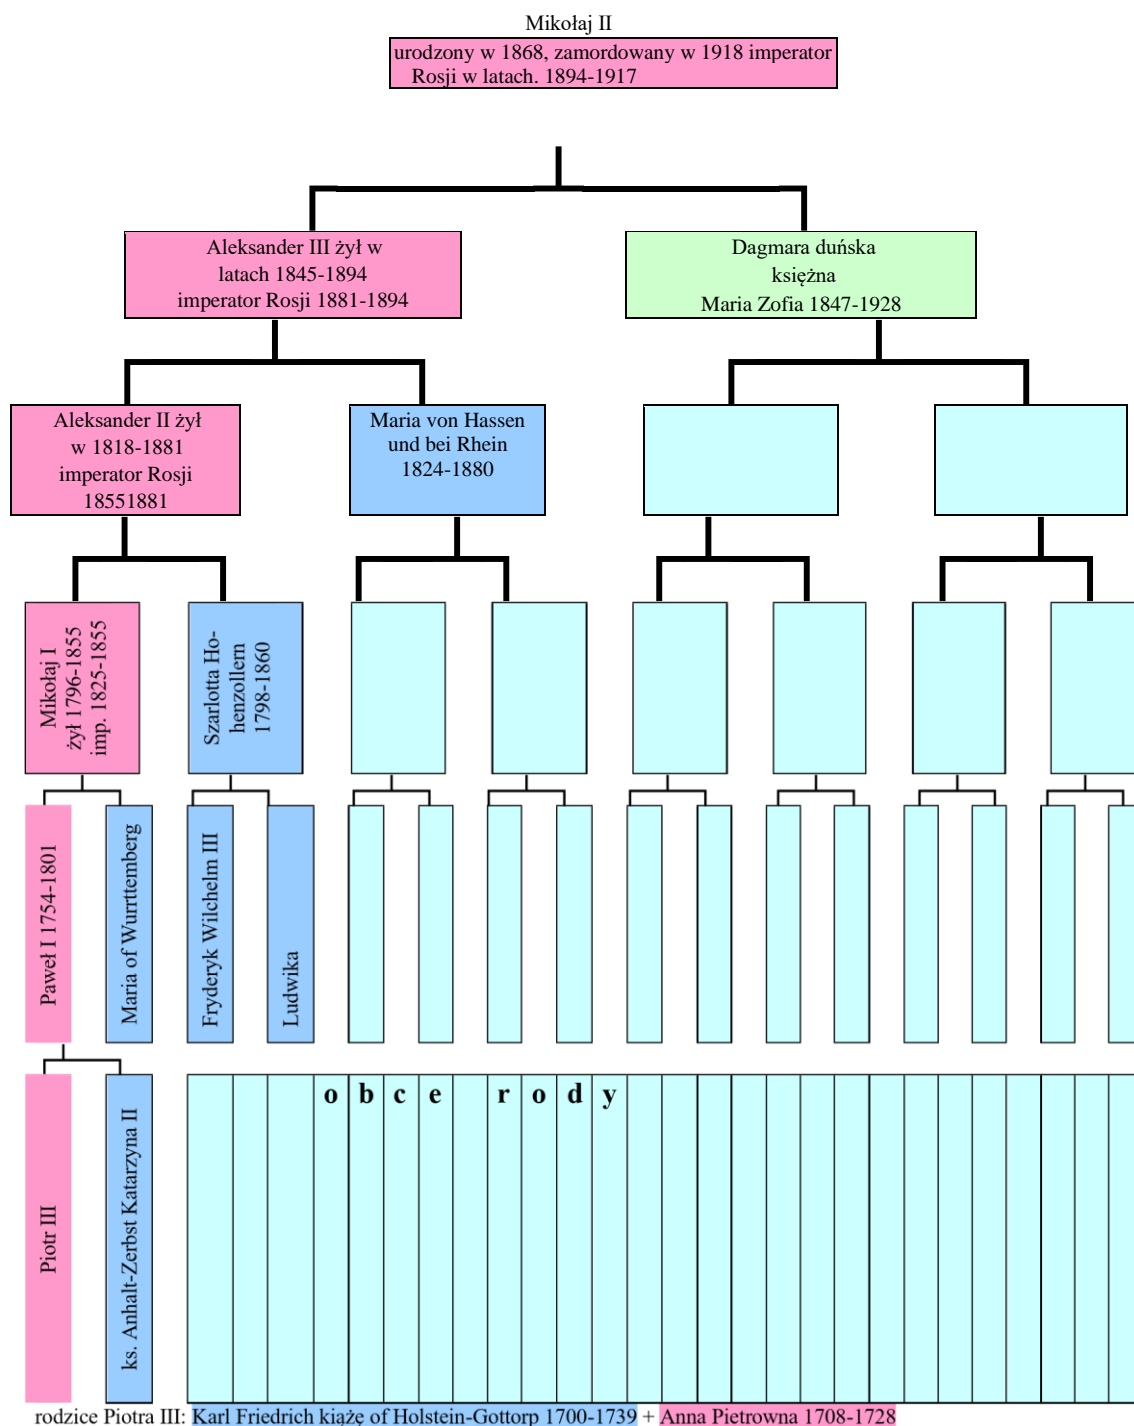 Mikołaj II
urodzony w 1868, zamordowany w 1918 imperator
Rosji w latach. 1894-1917
Aleksander III żył w
latach 1845-1894
imperator Rosji 1881-1894
Dagmara duńska
księżna
Maria Zofia 1847-1928
Aleksander II żył
w 1818-1881
imperator Rosji
18551881
Maria von Hassen
und bei Rhein
1824-1880
Mikołaj I
żył 1796-1855
imp. 1825-1855
Szarlotta Ho-
henzollern
1798-1860
Paweł I 1754-1801
Maria of Wurrttemberg
Fryderyk Wilchelm III
Ludwika
Piotr III
ks. Anhalt-Zerbst Katarzyna II
o b c e r o d y
rodzice Piotra III: Karl Friedrich kiążę of Holstein-Gottorp 1700-1739 + Anna Pietrowna 1708-1728